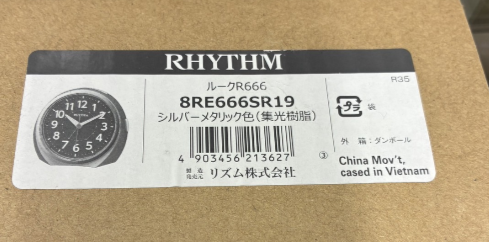 RHYTHM
ルークR666
8RE666SR19
シルバーメタリック色(集光樹脂)
4 903456 213627
製造
発売元 リズム株式会社
R35
プラ 袋
外 箱:ダンボール
③
China Mov't,
cased in Vietnam